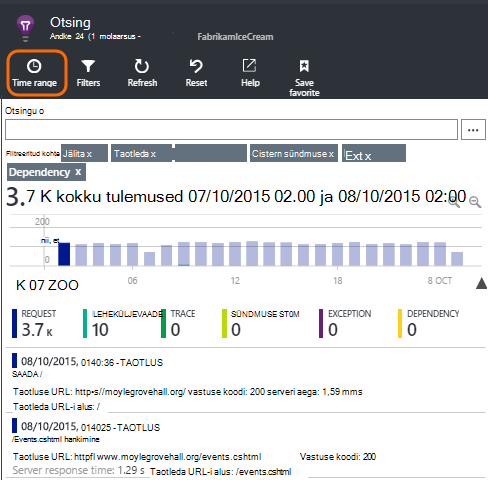 Otsing
Andke 24 (1 molaarsus - FabrikamIceCream
Time range Filters Refresh Reset Help Save favorite
Otsingu o
...
Filtreeritud kohta Jälita x Taotleda x Cistern sündmuse x Ext x
Dependency x
3.7 K kokku tulemused 07/10/2015 02.00 ja 08/10/2015 02:00
200
nii, et
0
06 12 18 8 OCT
K 07 ZOO
REQUEST LEHEKÜLJEVAADE TRACE SÜNDMUSE ST0M EXCEPTION DEPENDENCY
3.7 K 10 0 0 0 0
08/10/2015, 0140:36 - TAOTLUS
SAADA /
Taotluse URL: http•s//moylegrovehall.org/ vastuse koodi: 200 serveri aega: 1,59 mms
Taotleda URL-i alus: /
08/10/2015, 014025 - TAOTLUS
/Events.cshtml hankimine
Taotluse URL: httpfl www.moylegrovehall.org/events.cshtml Vastuse koodi: 200
Server response time: 1.29 s Taotleda URL-i alus: /events.cshtml